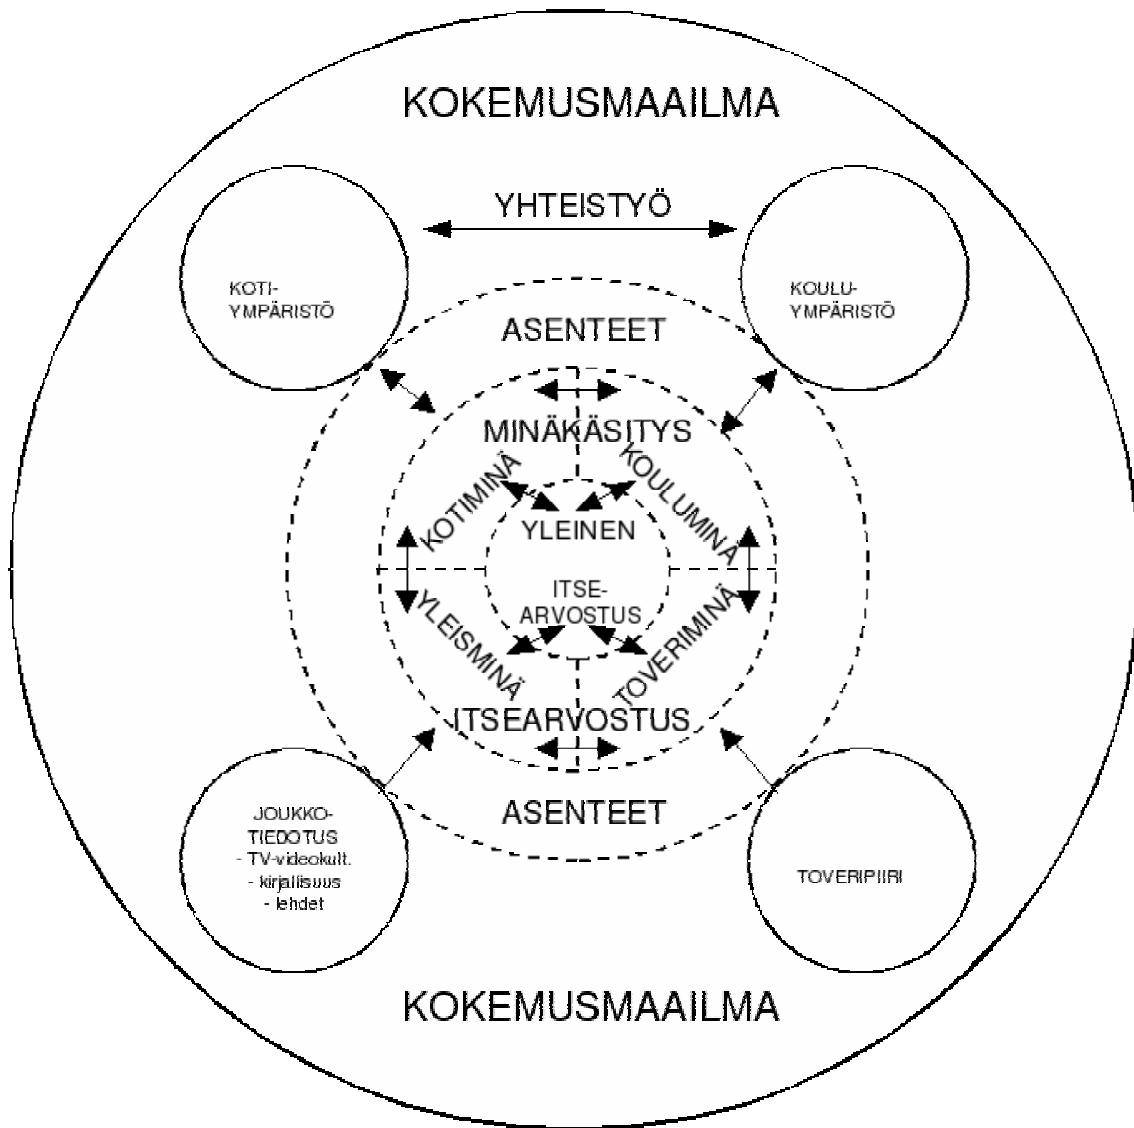 KOKEMUSMAAILMA
YHTEISTYÖ
KOTI-
YMPÄRISTÖ
KOULU-
YMPÄRISTÖ
ASENTEET
MINÄKÄSITYS
KOTIMINÄ
KOULUMINÄ
YLEINEN
ITSE-
ARVOSTUS
YLEISMINÄ
TOVERIMINÄ
ITSEARVOSTUS
ASENTEET
JOUKKO-
TIEDOTUS
- TV-videokult.
- kirjallisuus
- lehdet
TOVERIPIIRI
KOKEMUSMAAILMA